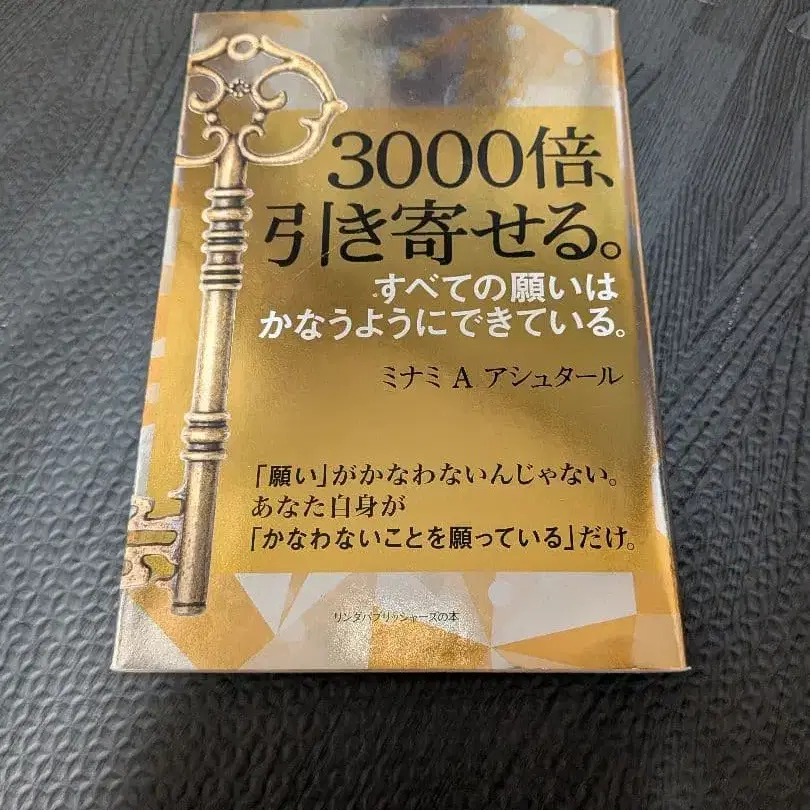 3000倍、
引き寄せる。
すべての願いは
かなうようにできている。
ミナミ A アシュタール
「願い」がかなわないんじゃない。
あなた自身が
「かなわないことを願っている」だけ。
リンダパブリッシャーズの本